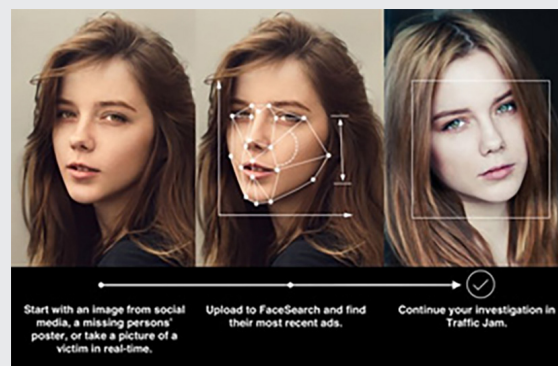 Start with an image from social
media, a missing persons'
poster, or take a picture of a
victim in real-time.
Upload to FaceSearch and find
their most recent ads.
Continue your investigation in
Traffic Jam.